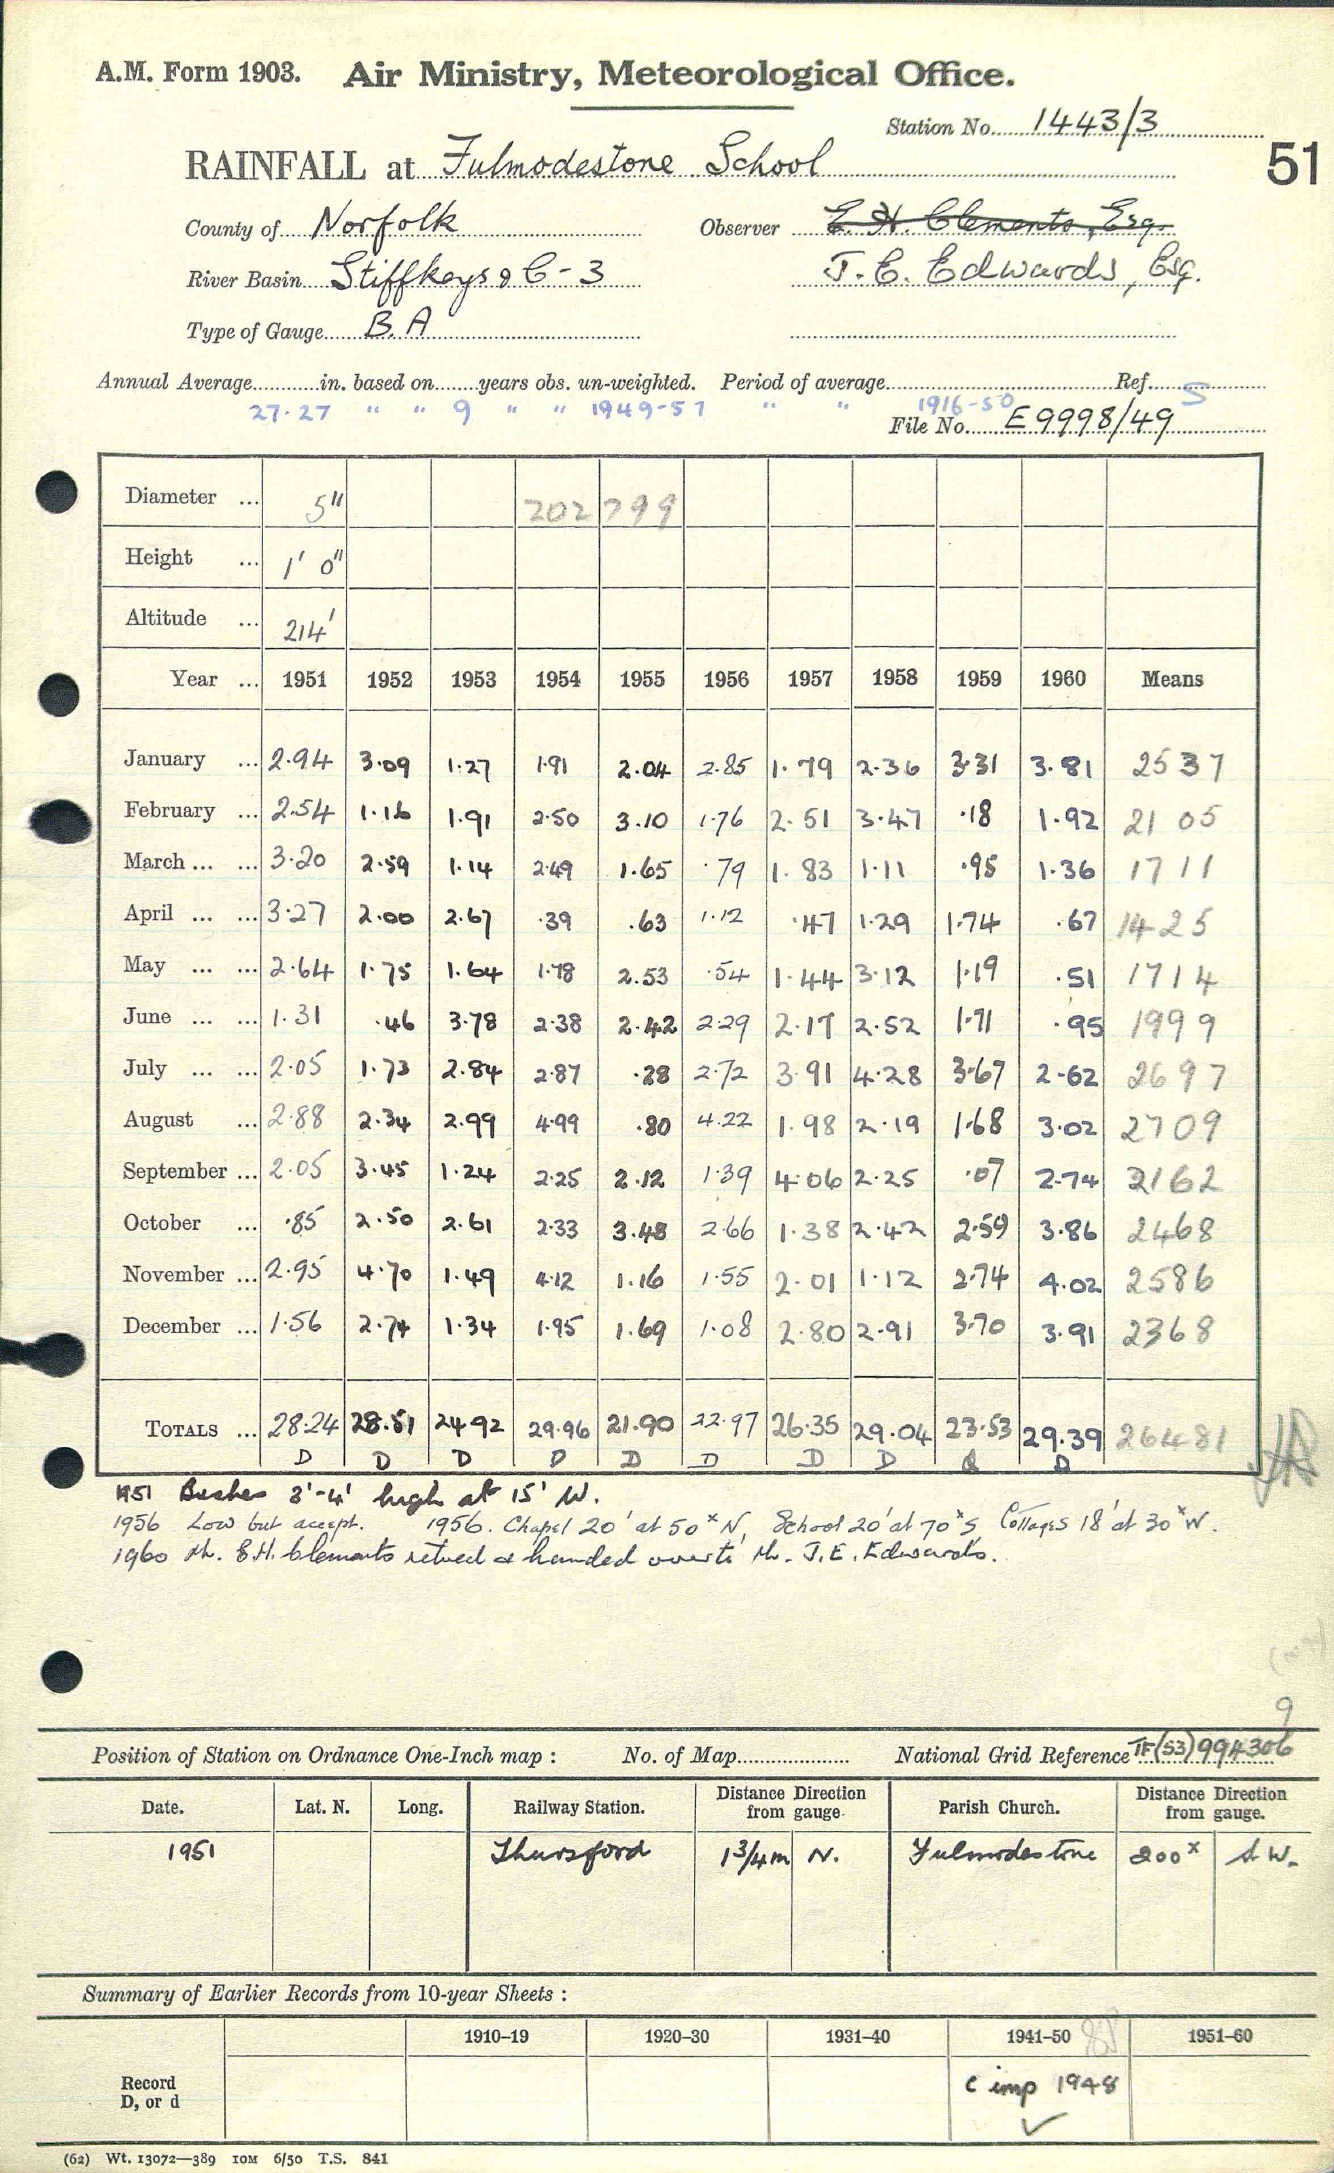 A.M. Form 1903. Air Ministry, Meteorological Office.
Station No. 1443/3
51
RAINFALL at Fulmodestone School
County of Norfolk Observer E. H. Clements, Esq.
River Basin Stiffkey & C - 3 J. E. Edwards, Esq.
Type of Gauge B. A
Annual Average in. based on years obs. un-weighted. Period of average Ref. S
27.27 " " 9 " " 1949-57 " " 1916-50
File No. E9998/49
Diameter ... 5" 202 799
Height ... 1' 0"
Altitude ... 214'
Year ... 1951 1952 1953 1954 1955 1956 1957 1958 1959 1960 Means
January ... 2.94 3.09 1.27 1.91 2.04 2.85 1.79 2.36 3.31 3.81 2537
February ... 2.54 1.16 1.91 2.50 3.10 1.76 2.51 3.47 .18 1.92 2105
March ... ... 3.20 2.59 1.14 2.49 1.65 .79 1.83 1.11 .95 1.36 1711
April ... ... 3.27 2.00 2.67 .39 .63 1.12 .47 1.29 1.74 .67 1425
May ... ... 2.64 1.75 1.64 1.78 2.53 .54 1.44 3.12 1.19 .51 1714
June ... ... 1.31 .46 3.78 2.38 2.42 2.29 2.17 2.52 1.71 .95 1999
July ... ... 2.05 1.73 2.84 2.87 .28 2.72 3.91 4.28 3.67 2.62 2697
August ... 2.88 2.34 2.99 4.99 .80 4.22 1.98 2.19 1.68 3.02 2709
September ... 2.05 3.45 1.24 2.25 2.12 1.39 4.06 2.25 .07 2.74 2162
October ... .85 2.50 2.61 2.33 3.48 2.66 1.38 2.42 2.59 3.86 2468
November ... 2.95 4.70 1.49 4.12 1.16 1.55 2.01 1.12 2.74 4.02 2586
December ... 1.56 2.74 1.34 1.95 1.69 1.08 2.80 2.91 3.70 3.91 2368
TOTALS ... 28.24 28.51 24.92 29.96 21.90 22.97 26.35 29.04 23.53 29.39 26481
D D D D D D D D D
1951 Bushes 3'-4' high at 15' W.
1956 Low but accept. 1956. Chapel 20' at 50ˣ N, School 20' at 70ˣ S, Cottages 18' at 30ˣ W.
1960 Mr. E.H. Clements retired & handed over to Mr. J.E. Edwards.
9
Position of Station on Ordnance One-Inch map : No. of Map National Grid Reference TF(53)994306
Date. Lat. N. Long. Railway Station. Distance Direction from gauge. Parish Church. Distance Direction from gauge.
1951 Thursford 1¾m N. Fulmodestone 200ˣ S.W.
Summary of Earlier Records from 10-year Sheets :
1910–19 1920–30 1931–40 1941–50 1951–60
Record D, or d C imp 1948 ✓
(62) Wt. 13072—389 10M 6/50 T.S. 841